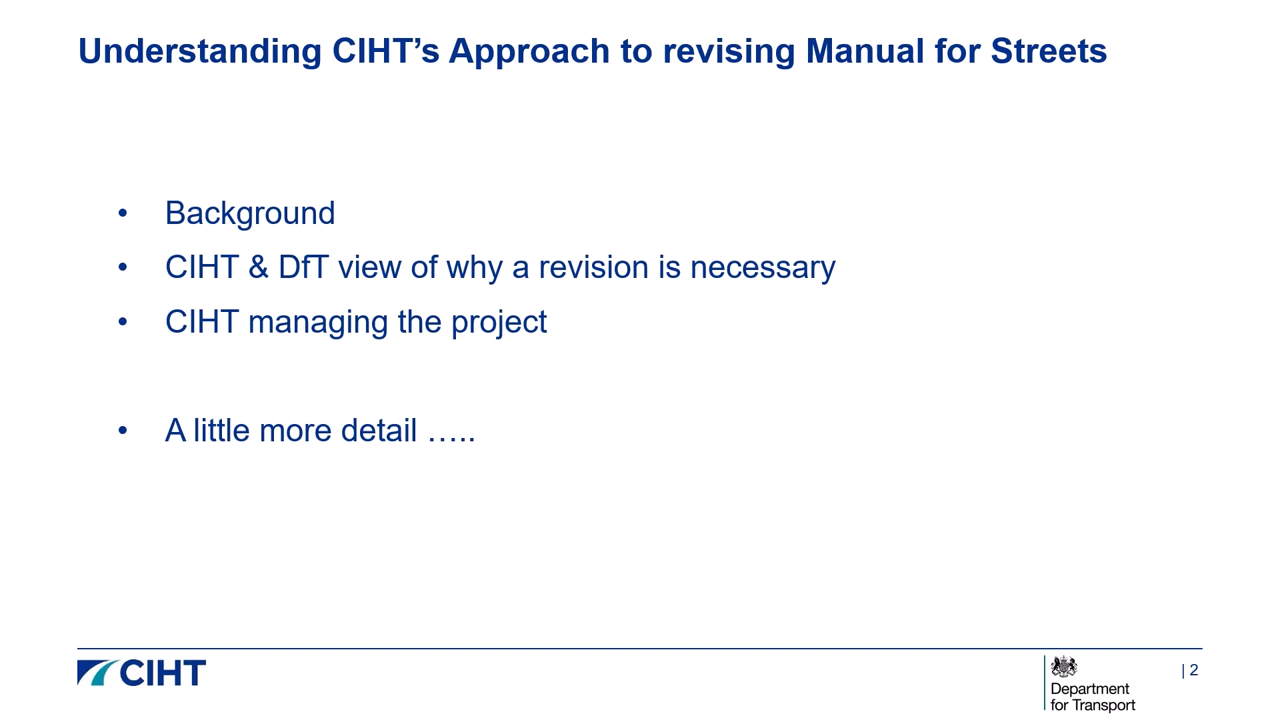 Understanding CIHT’s Approach to revising Manual for Streets
• Background
• CIHT & DfT view of why a revision is necessary
• CIHT managing the project
• A little more detail …..
CIHT
Department
for Transport
| 2